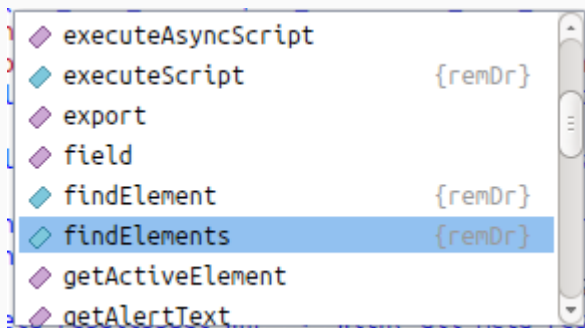 executeAsyncScript
executeScript {remDr}
export
field
findElement {remDr}
findElements {remDr}
getActiveElement
getAlertText